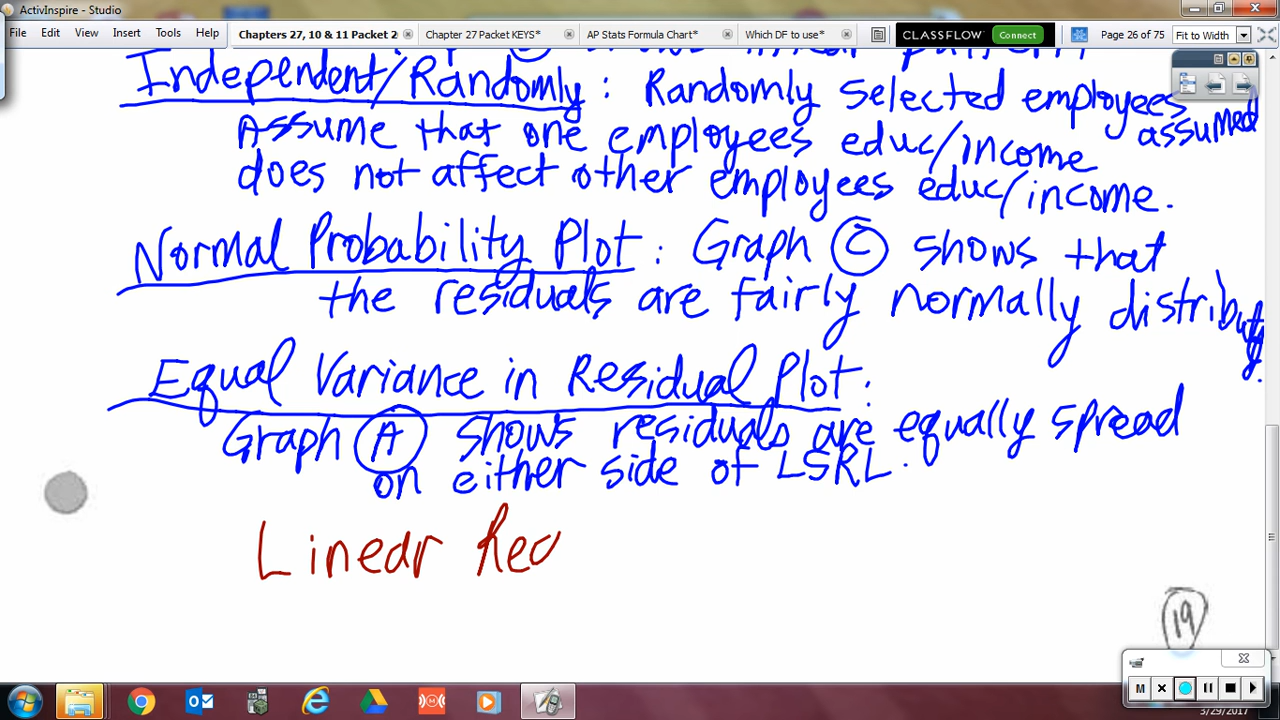 ActivInspire - Studio
File Edit View Insert Tools Help Chapters 27, 10 & 11 Packet 2 Chapter 27 Packet KEYS* AP Stats Formula Chart* Which DF to use* CLASSFLOW Connect Page 26 of 75 Fit to Width
Independent/Randomly: Randomly selected employees assumed
Assume that one employees educ/income
does not affect other employees educ/income.
Normal Probability Plot: Graph C shows that
the residuals are fairly normally
Equal Variance in Residual Plot:
Graph A shows residuals are equally spread
on either side of LSRL.
Linear Rec
19
M
3/29/2017